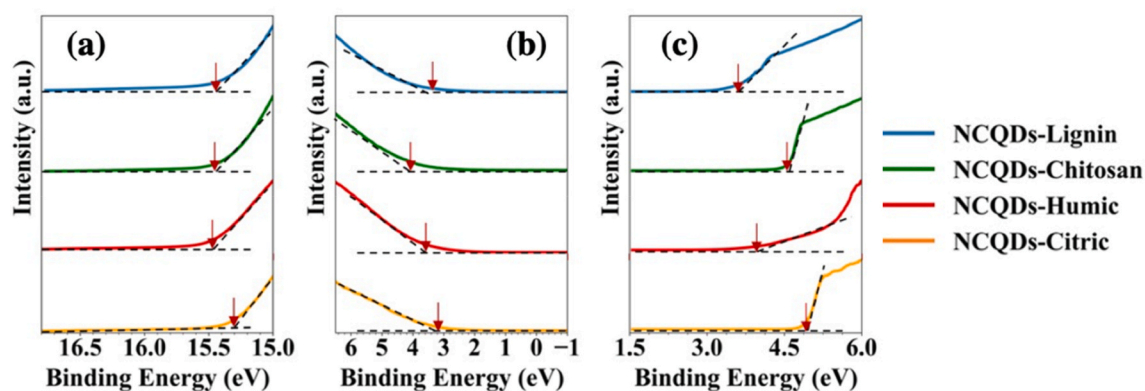 (a)
(b)
(c)
Intensity (a.u.)
Intensity (a.u.)
Intensity (a.u.)
NCQDs-Lignin
NCQDs-Chitosan
NCQDs-Humic
NCQDs-Citric
16.5 16.0 15.5 15.0
6 5 4 3 2 1 0 −1
1.5 3.0 4.5 6.0
Binding Energy (eV)
Binding Energy (eV)
Binding Energy (eV)